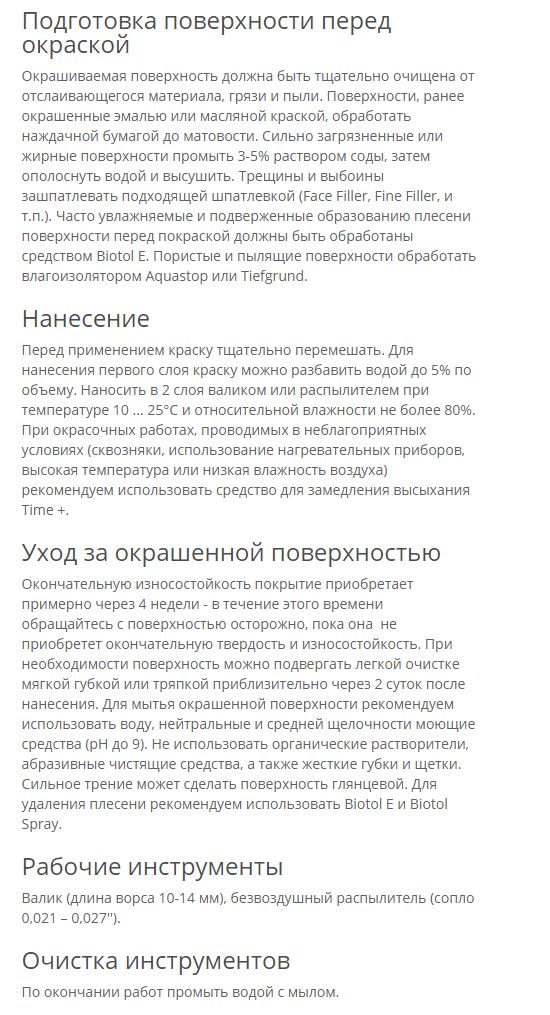 Подготовка поверхности перед
окраской
Окрашиваемая поверхность должна быть тщательно очищена от
отслаивающегося материала, грязи и пыли. Поверхности, ранее
окрашенные эмалью или масляной краской, обработать
наждачной бумагой до матовости. Сильно загрязненные или
жирные поверхности промыть 3-5% раствором соды, затем
ополоснуть водой и высушить. Трещины и выбоины
зашпатлевать подходящей шпатлевкой (Face Filler, Fine Filler, и
т.п.). Часто увлажняемые и подверженные образованию плесени
поверхности перед покраской должны быть обработаны
средством Biotol E. Пористые и пылящие поверхности обработать
влагоизолятором Aquastop или Tiefgrund.
Нанесение
Перед применением краску тщательно перемешать. Для
нанесения первого слоя краску можно разбавить водой до 5% по
объему. Наносить в 2 слоя валиком или распылителем при
температуре 10 ... 25°C и относительной влажности не более 80%.
При окрасочных работах, проводимых в неблагоприятных
условиях (сквозняки, использование нагревательных приборов,
высокая температура или низкая влажность воздуха)
рекомендуем использовать средство для замедления высыхания
Time +.
Уход за окрашенной поверхностью
Окончательную износостойкость покрытие приобретает
примерно через 4 недели - в течение этого времени
обращайтесь с поверхностью осторожно, пока она  не
приобретет окончательную твердость и износостойкость. При
необходимости поверхность можно подвергать легкой очистке
мягкой губкой или тряпкой приблизительно через 2 суток после
нанесения. Для мытья окрашенной поверхности рекомендуем
использовать воду, нейтральные и средней щелочности моющие
средства (pH до 9). Не использовать органические растворители,
абразивные чистящие средства, а также жесткие губки и щетки.
Сильное трение может сделать поверхность глянцевой. Для
удаления плесени рекомендуем использовать Biotol E и Biotol
Spray.
Рабочие инструменты
Валик (длина ворса 10-14 мм), безвоздушный распылитель (сопло
0,021 – 0,027'').
Очистка инструментов
По окончании работ промыть водой с мылом.